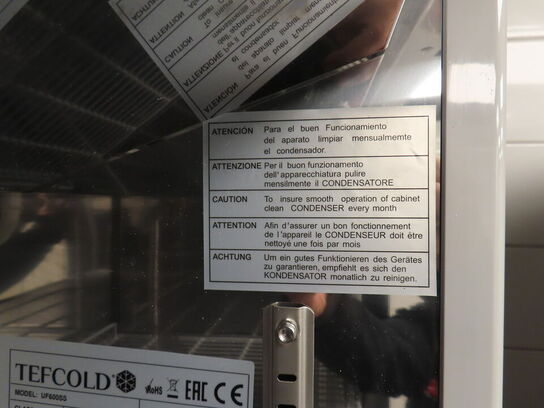 ATENCIÓN Para el buen Funcionamiento
del aparato limpiar mensualmemte
el condensador.
ATTENZIONE Per il buon funzionamento
dell'apparecchiatura pulire
mensilmente il CONDENSATORE
CAUTION To insure smooth operation of cabinet
clean CONDENSER every month
ATTENTION Afin d'assurer un bon fonctionnement
de l'appareil le CONDENSEUR doit être
nettoyé une fois par mois
ACHTUNG Um ein gutes Funktionieren des Gerätes
zu garantieren, empfiehlt es sich den
KONDENSATOR monatlich zu reinigen.
TEFCOLD
RoHS EAC CE
MODEL: UF600SS